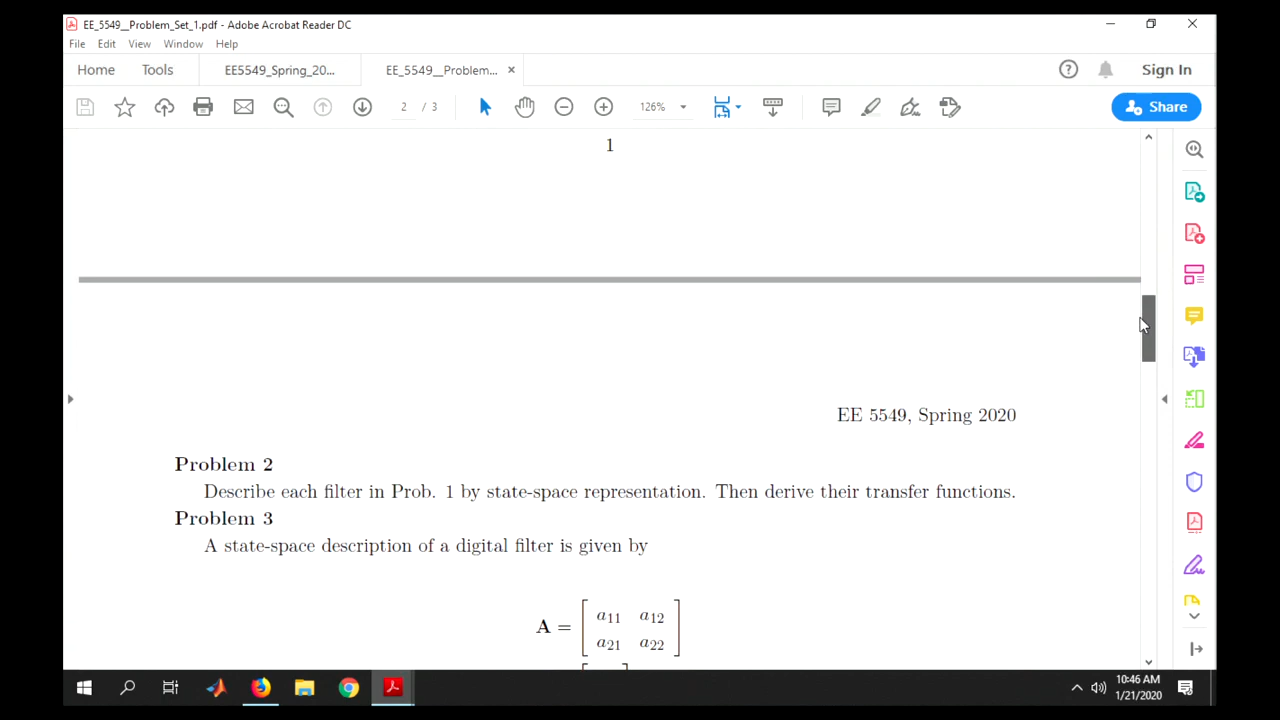 EE_5549__Problem_Set_1.pdf - Adobe Acrobat Reader DC
File Edit View Window Help
Home Tools EE5549_Spring_20... EE_5549__Problem... ×
Sign In
2 / 3 126% Share
1
EE 5549, Spring 2020
Problem 2
Describe each filter in Prob. 1 by state-space representation. Then derive their transfer functions.
Problem 3
A state-space description of a digital filter is given by
A = [ a11 a12
a21 a22 ]
10:46 AM
1/21/2020